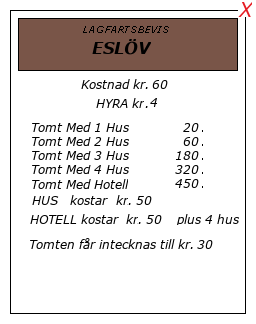 X
LAGFARTSBEVIS
ESLÖV
Kostnad kr. 60
HYRA kr.4
Tomt Med 1 Hus 20.
Tomt Med 2 Hus 60.
Tomt Med 3 Hus 180.
Tomt Med 4 Hus 320.
Tomt Med Hotell 450.
HUS kostar kr. 50
HOTELL kostar kr. 50 plus 4 hus
Tomten får intecknas till kr. 30